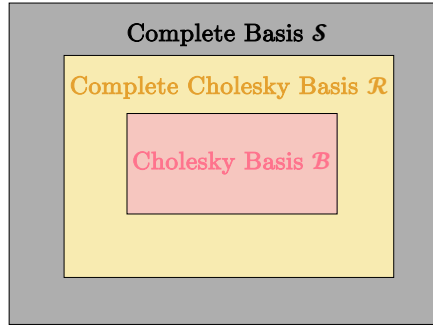 Complete Basis 𝓢
Complete Cholesky Basis 𝓡
Cholesky Basis 𝓑